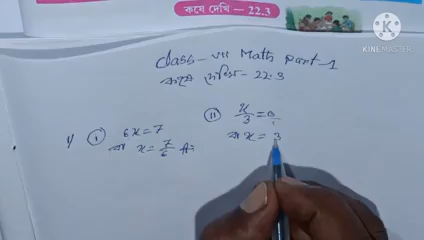 কষে দেখি – 22.3
KINEMASTER
Class – VII Math Part-1
কষে দেখি – 22.3
1) (i) 6x = 7
বা x = 7/6
(ii) x/3 = 0
বা x = 3